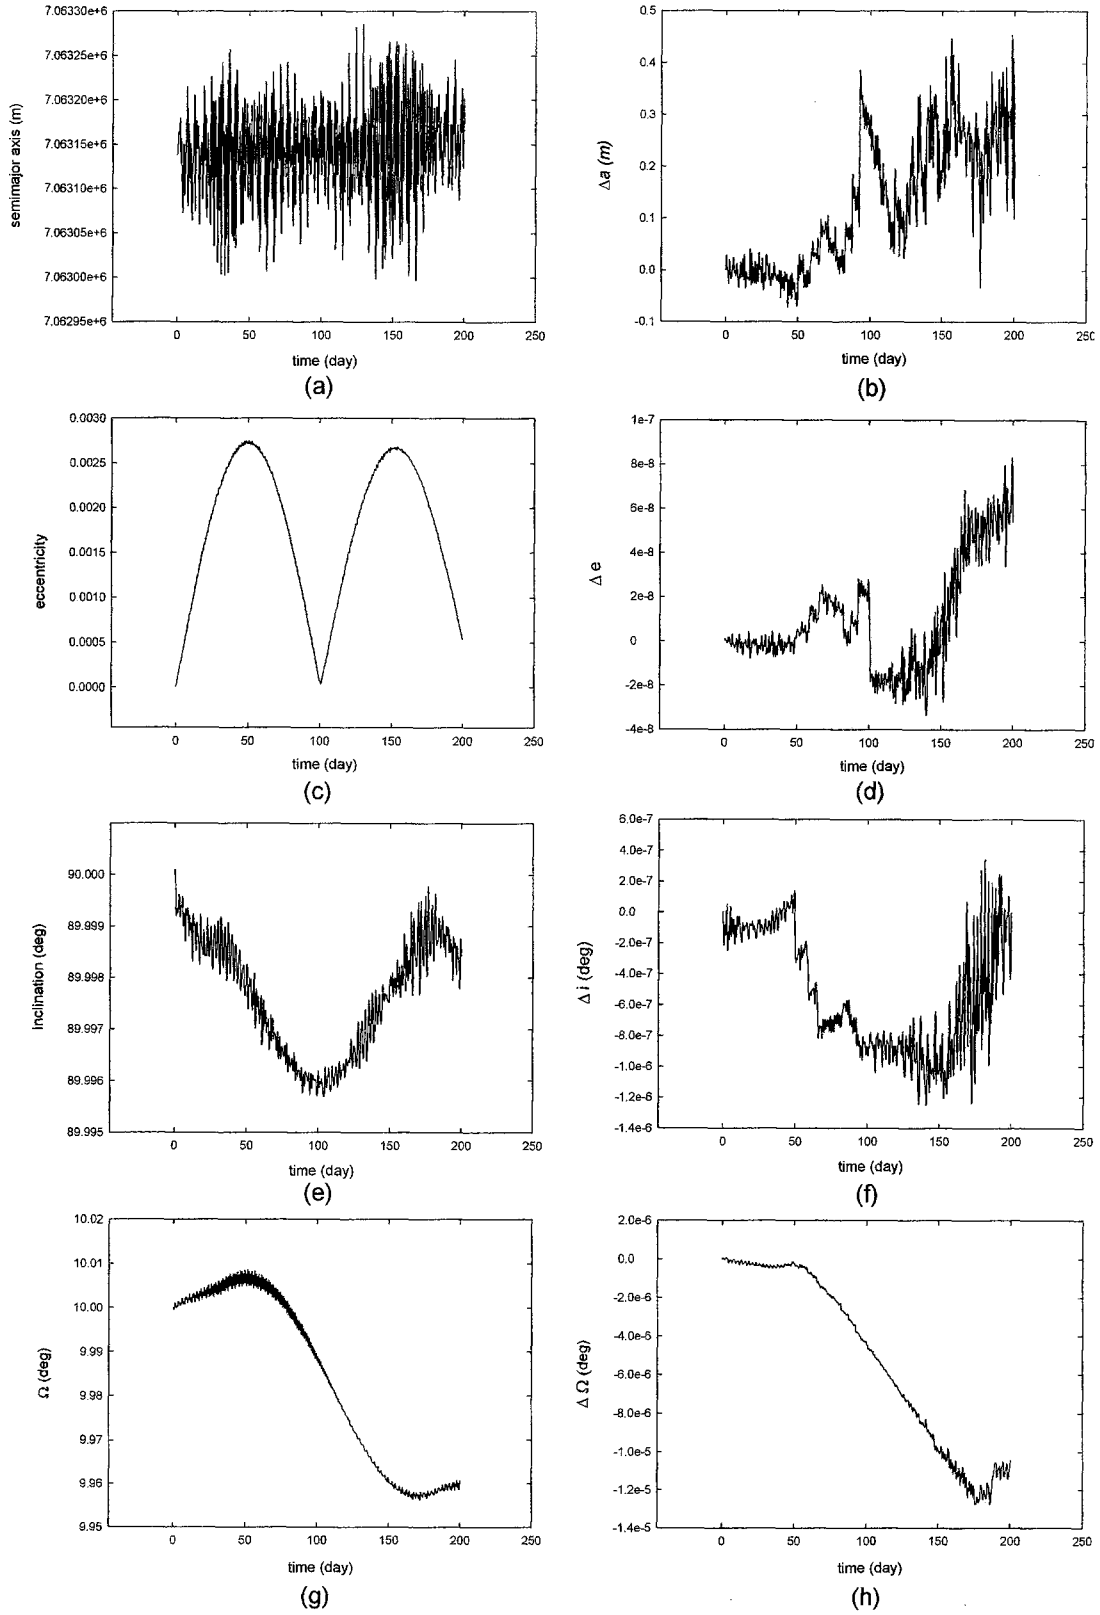 7.06330e+6
7.06325e+6
7.06320e+6
7.06315e+6
7.06310e+6
7.06305e+6
7.06300e+6
7.06295e+6
semimajor axis (m)
0 50 100 150 200 250
time (day)
(a)
0.5
0.4
0.3
0.2
0.1
0.0
-0.1
Δa (m)
0 50 100 150 200 250
time (day)
(b)
0.0030
0.0025
0.0020
0.0015
0.0010
0.0005
0.0000
eccentricity
0 50 100 150 200 250
time (day)
(c)
1e-7
8e-8
6e-8
4e-8
2e-8
0
-2e-8
-4e-8
Δ e
0 50 100 150 200 250
time (day)
(d)
90.000
89.999
89.998
89.997
89.996
89.995
inclination (deg)
0 50 100 150 200 250
time (day)
(e)
6.0e-7
4.0e-7
2.0e-7
0.0
-2.0e-7
-4.0e-7
-6.0e-7
-8.0e-7
-1.0e-6
-1.2e-6
-1.4e-6
Δ i (deg)
0 50 100 150 200 250
time (day)
(f)
10.02
10.01
10.00
9.99
9.98
9.97
9.96
9.95
Ω (deg)
0 50 100 150 200 250
time (day)
(g)
2.0e-6
0.0
-2.0e-6
-4.0e-6
-6.0e-6
-8.0e-6
-1.0e-5
-1.2e-5
-1.4e-5
Δ Ω (deg)
0 50 100 150 200 250
time (day)
(h)